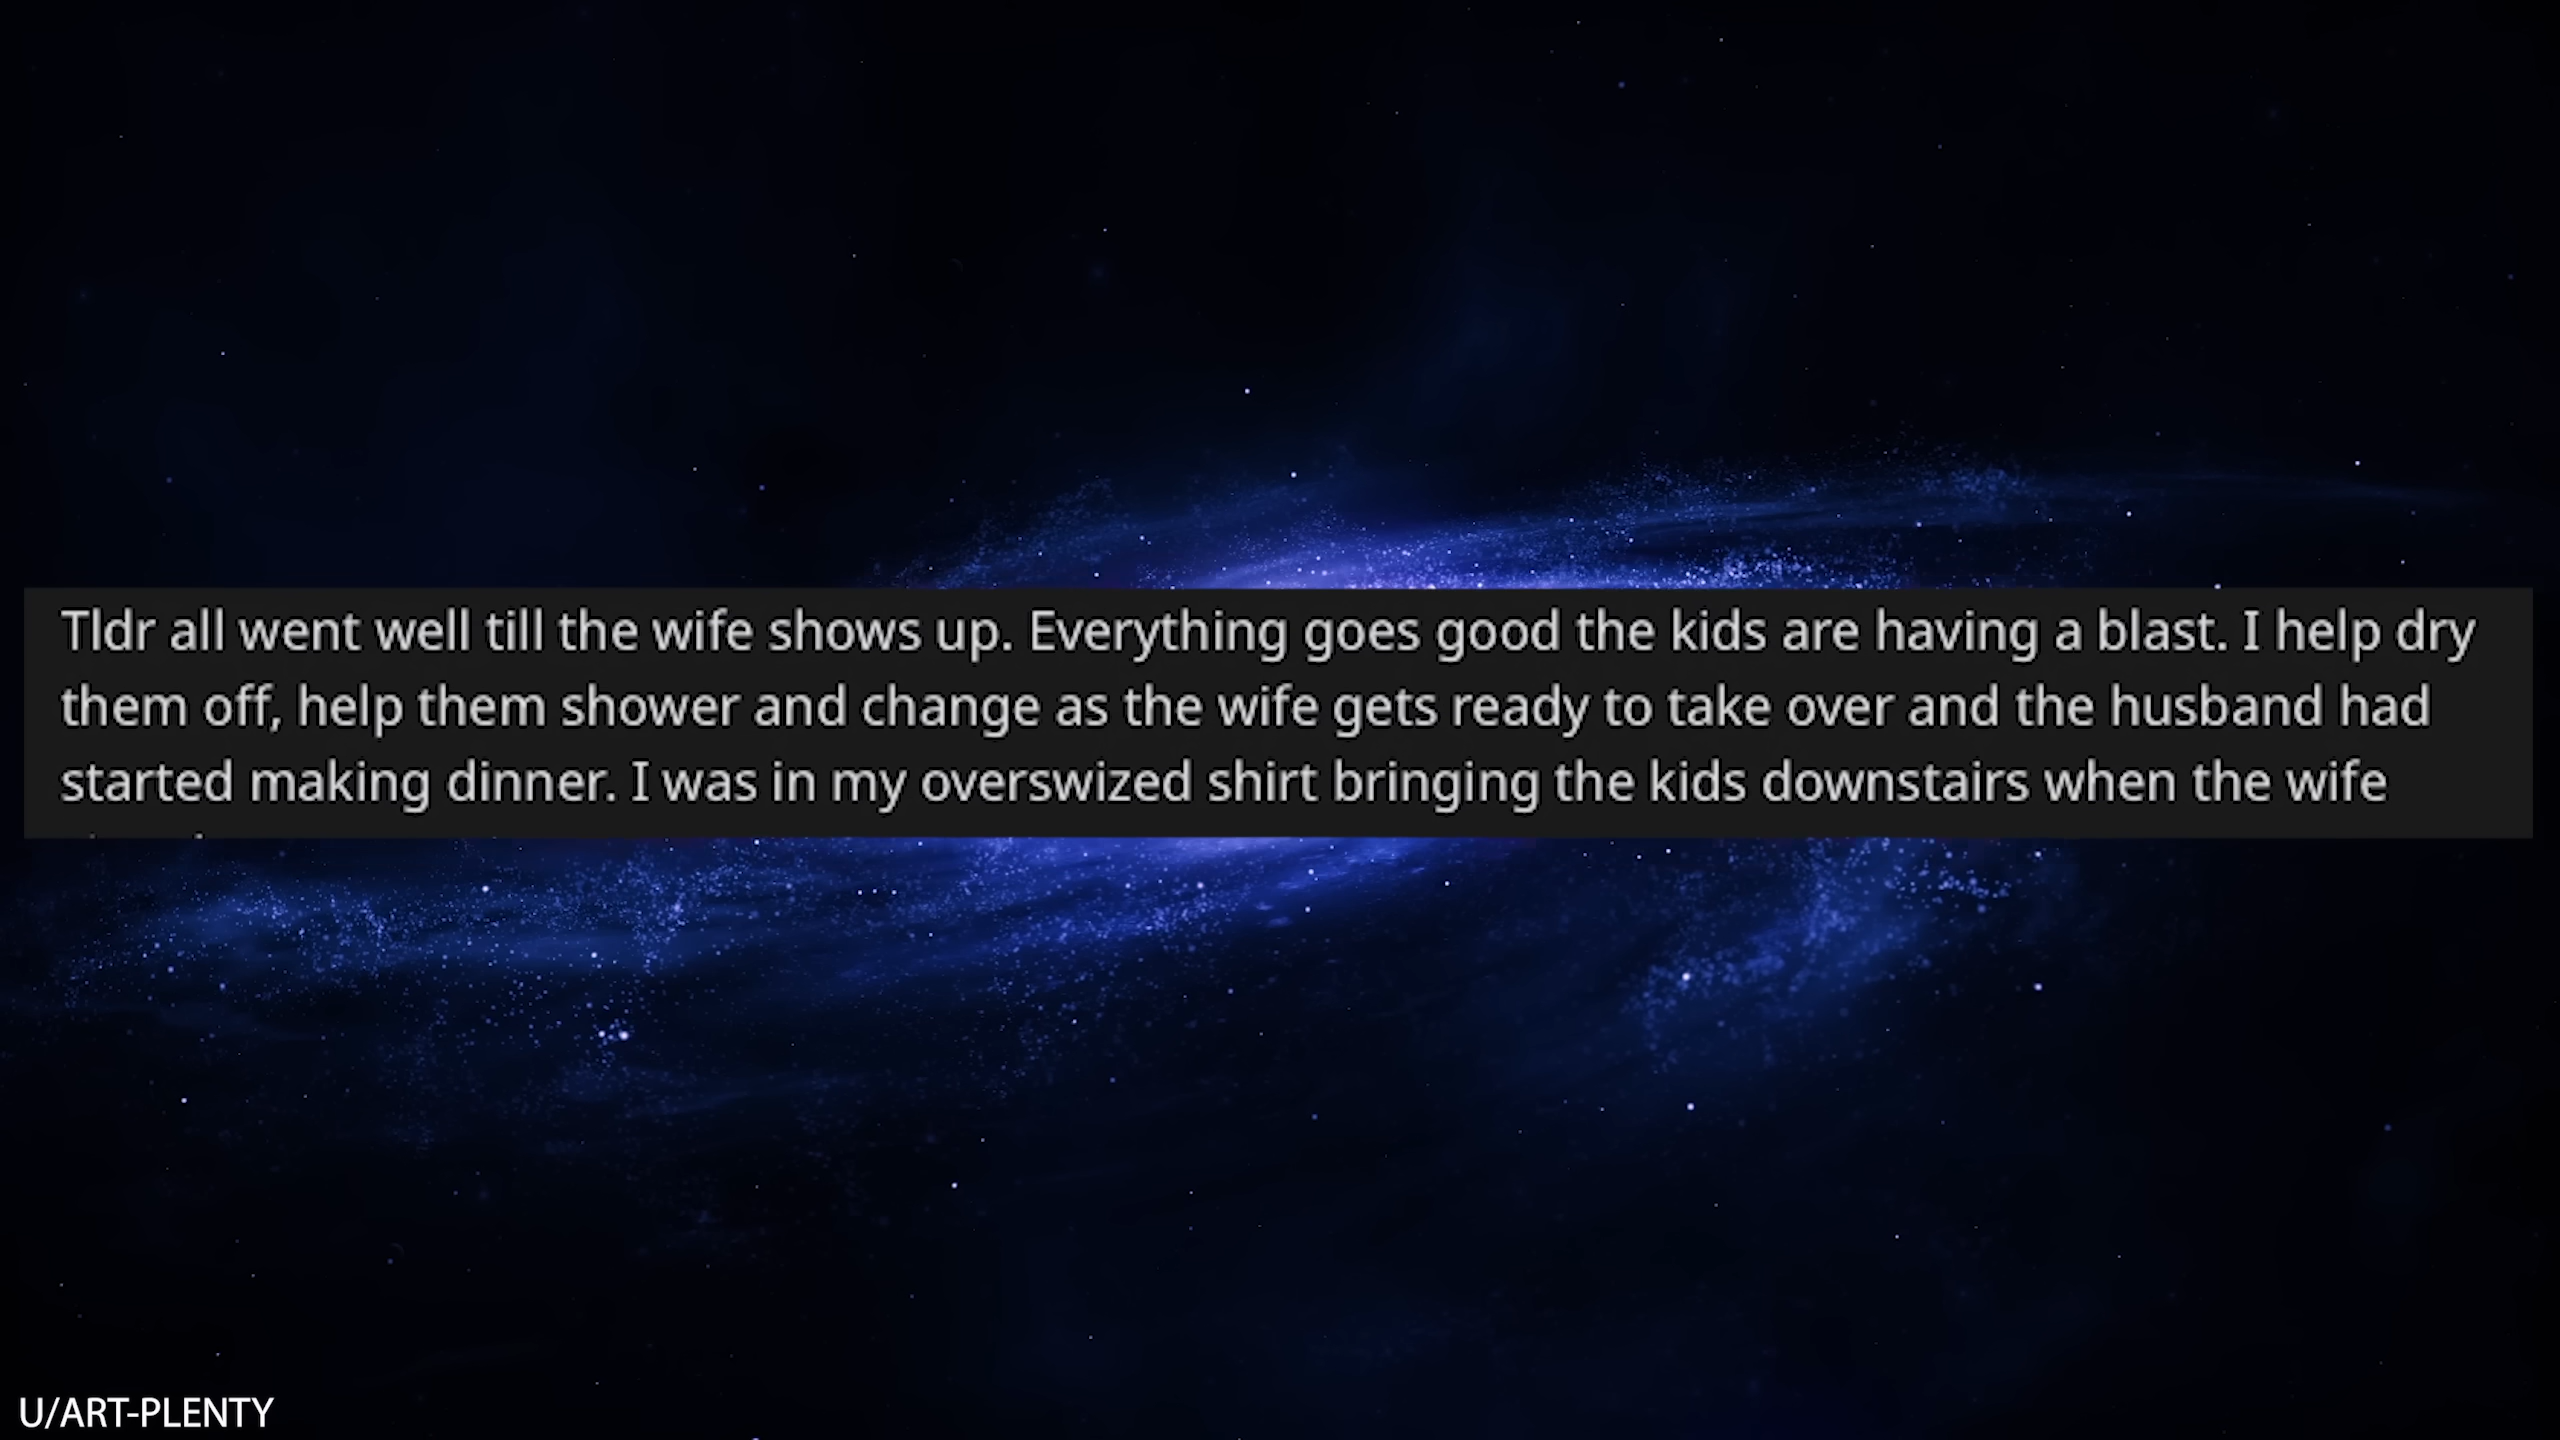 Tldr all went well till the wife shows up. Everything goes good the kids are having a blast. I help dry
them off, help them shower and change as the wife gets ready to take over and the husband had
started making dinner. I was in my overswized shirt bringing the kids downstairs when the wife
U/ART-PLENTY